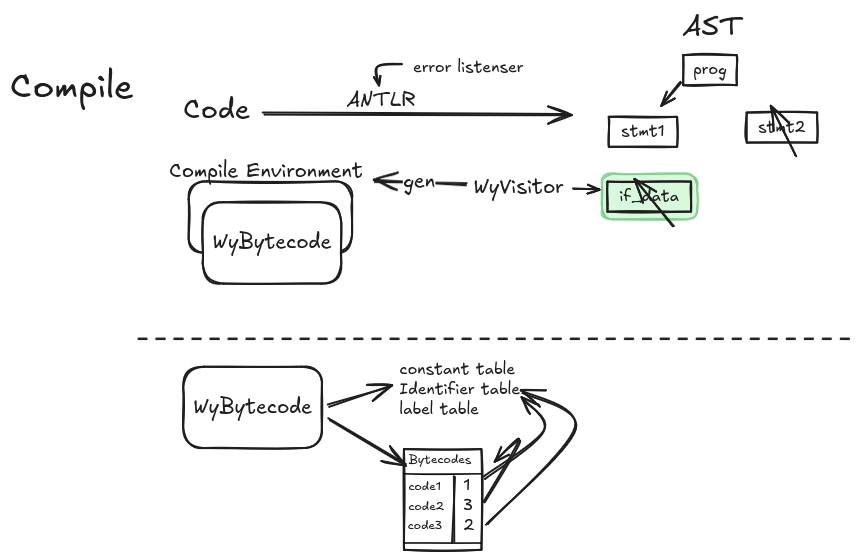 AST
prog
error listenser
Compile
ANTLR
Code
stmt1
stmt2
Compile Environment
gen
WyVisitor
if_data
WyBytecode
constant table
Identifier table
label table
WyBytecode
Bytecodes
code1 1
code2 3
code3 2